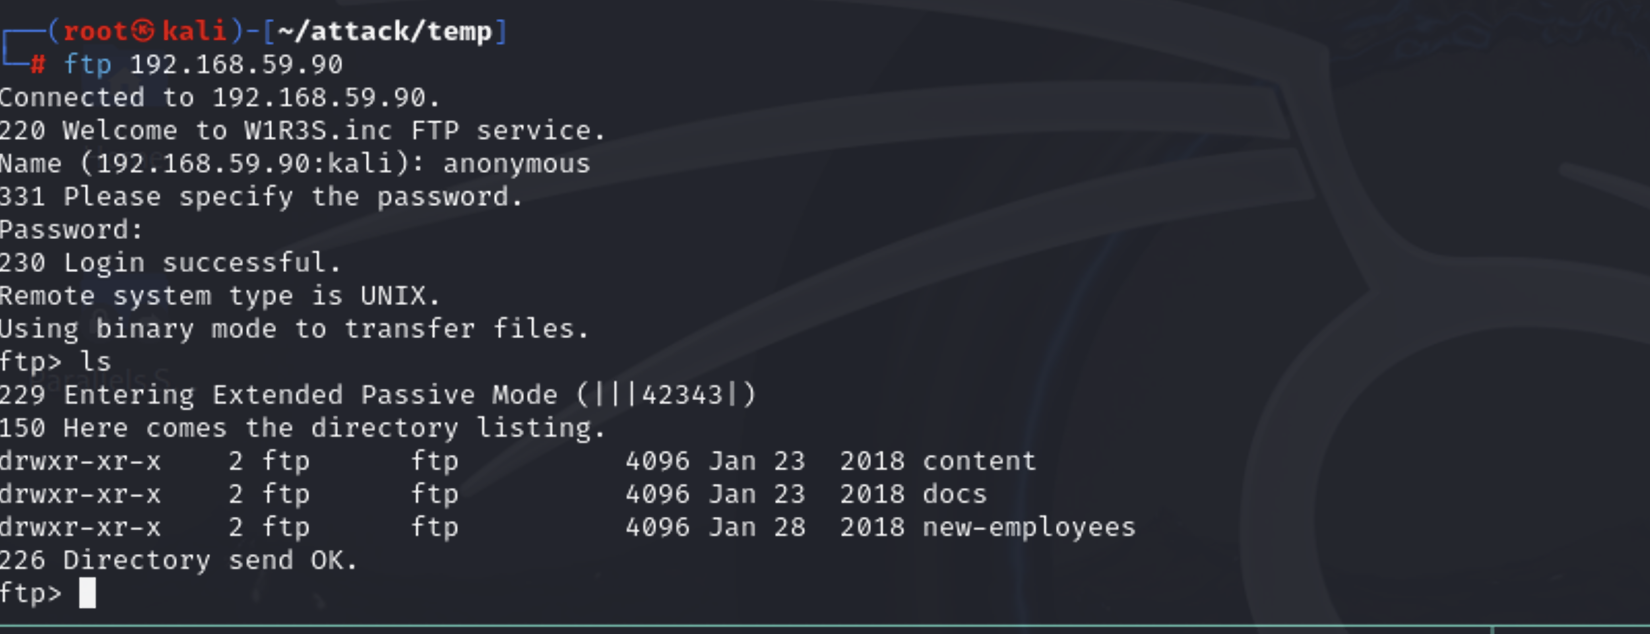 ┌──(root㉿kali)-[~/attack/temp]
└─# ftp 192.168.59.90
Connected to 192.168.59.90.
220 Welcome to W1R3S.inc FTP service.
Name (192.168.59.90:kali): anonymous
331 Please specify the password.
Password:
230 Login successful.
Remote system type is UNIX.
Using binary mode to transfer files.
ftp> ls
229 Entering Extended Passive Mode (|||42343|)
150 Here comes the directory listing.
drwxr-xr-x    2 ftp      ftp          4096 Jan 23  2018 content
drwxr-xr-x    2 ftp      ftp          4096 Jan 23  2018 docs
drwxr-xr-x    2 ftp      ftp          4096 Jan 28  2018 new-employees
226 Directory send OK.
ftp>